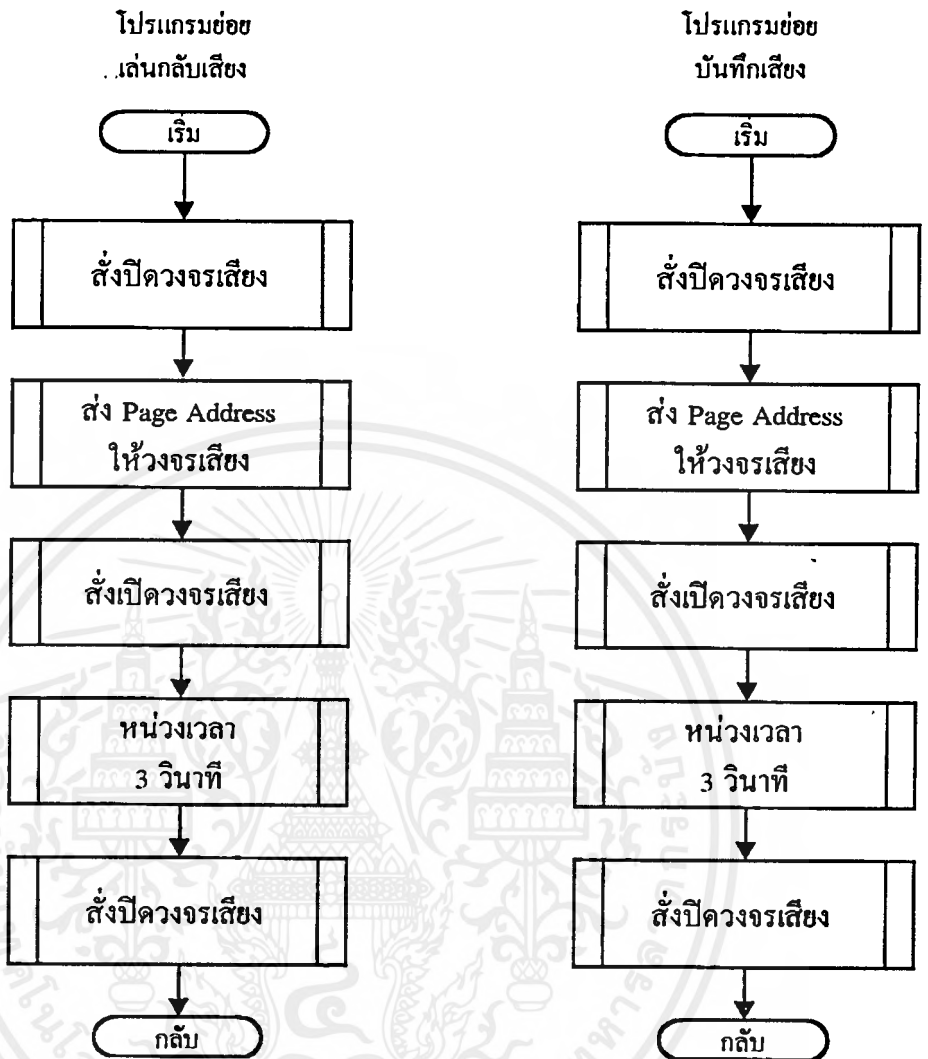 โปรแกรมย่อย
เล่นกลับเสียง
เริ่ม
สั่งปิดวงจรเสียง
ส่ง Page Address
ให้วงจรเสียง
สั่งเปิดวงจรเสียง
หน่วงเวลา
3 วินาที
สั่งปิดวงจรเสียง
กลับ
โปรแกรมย่อย
บันทึกเสียง
เริ่ม
สั่งปิดวงจรเสียง
ส่ง Page Address
ให้วงจรเสียง
สั่งเปิดวงจรเสียง
หน่วงเวลา
3 วินาที
สั่งปิดวงจรเสียง
กลับ